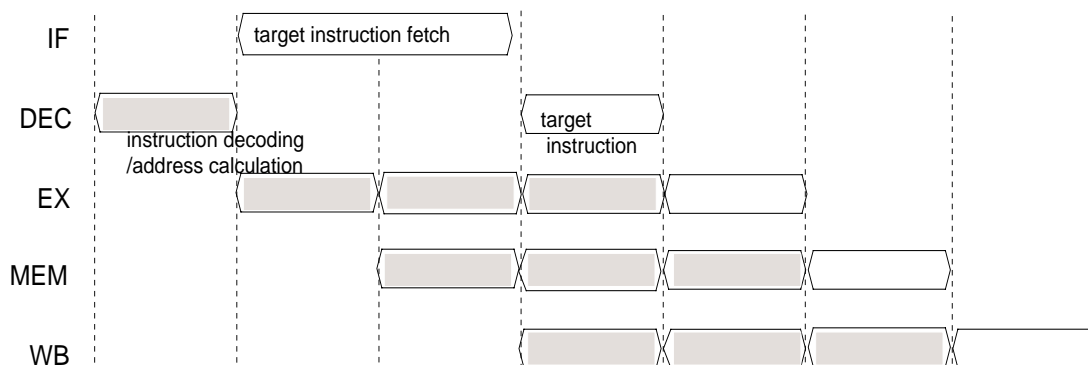 IF
target instruction fetch
DEC
instruction decoding
/address calculation
target
instruction
EX
MEM
WB